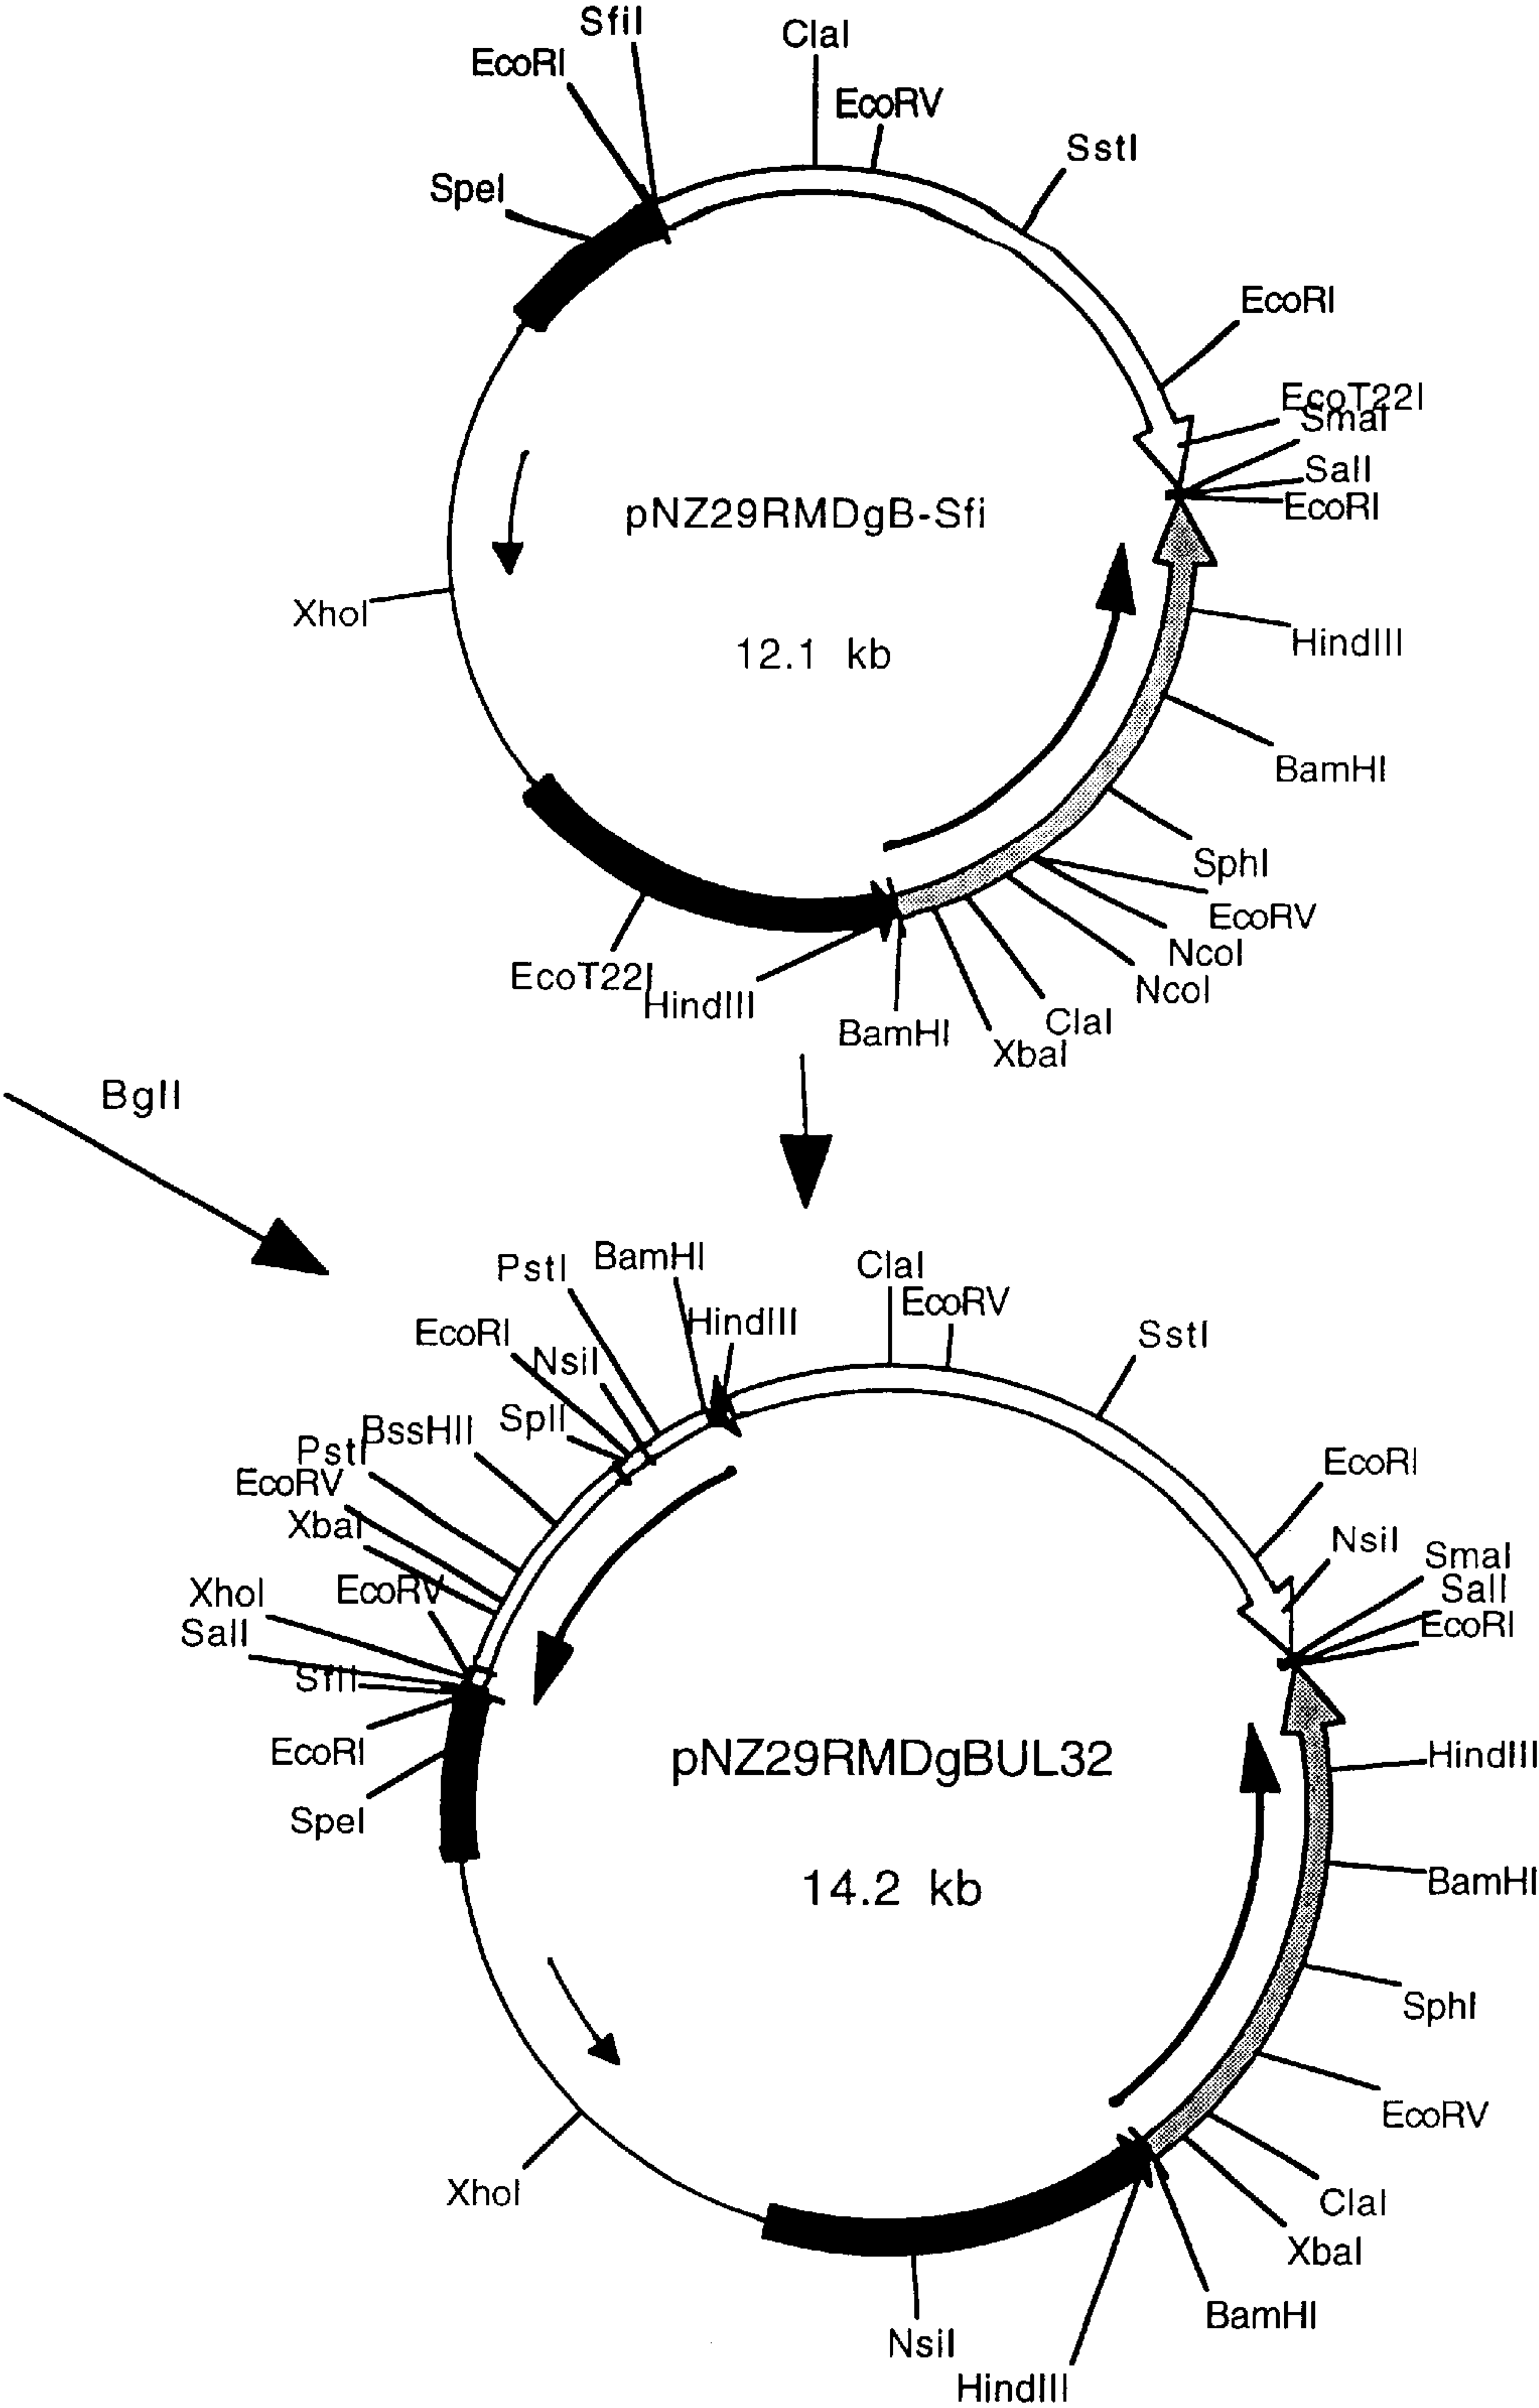 SfiI
ClaI
EcoRI
EcoRV
SstI
SpeI
EcoRI
EcoT22I
SmaI
SalI
EcoRI
pNZ29RMDgB-Sfi
XhoI
HindIII
12.1 kb
BamHI
SphI
EcoRV
NcoI
EcoT22I
NcoI
HindIII
ClaI
BamHI
XbaI
BglI
PstI
BamHI
ClaI
EcoRV
HindIII
EcoRI
SstI
NsiI
SplI
BssHII
PstI
EcoRI
EcoRV
XbaI
NsiI
SmaI
XhoI
EcoRV
SalI
SalI
EcoRI
SfiI
EcoRI
pNZ29RMDgBUL32
HindIII
SpeI
14.2 kb
BamHI
SphI
EcoRV
XhoI
ClaI
XbaI
BamHI
NsiI
HindIII